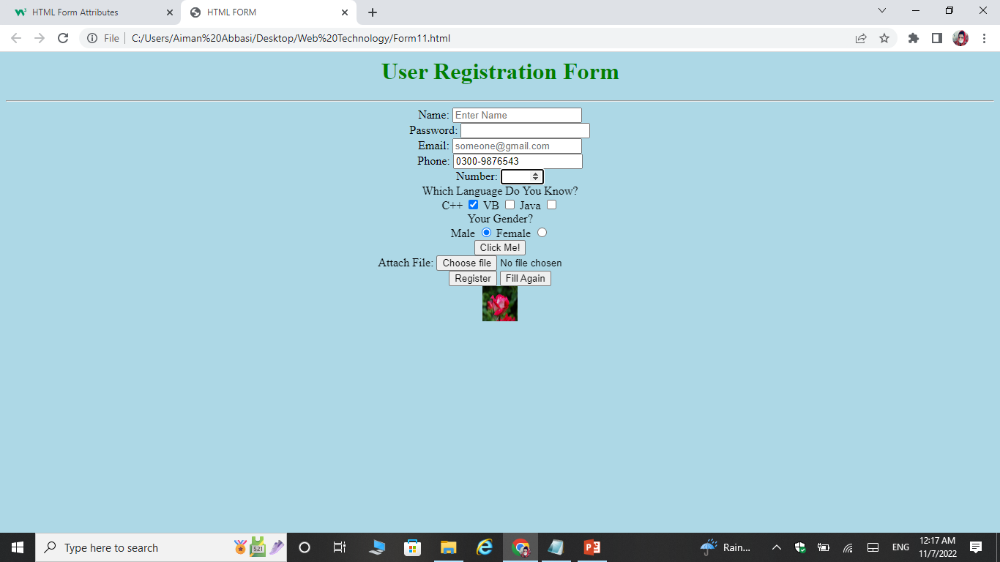 HTML Form Attributes
HTML FORM
File C:/Users/Aiman%20Abbasi/Desktop/Web%20Technology/Form11.html
User Registration Form
Name: Enter Name
Password:
Email: someone@gmail.com
Phone: 0300-9876543
Number:
Which Language Do You Know?
C++ VB Java
Your Gender?
Male Female
Click Me!
Attach File: Choose file No file chosen
Register Fill Again
Type here to search 521 Rain... ENG 12:17 AM
11/7/2022